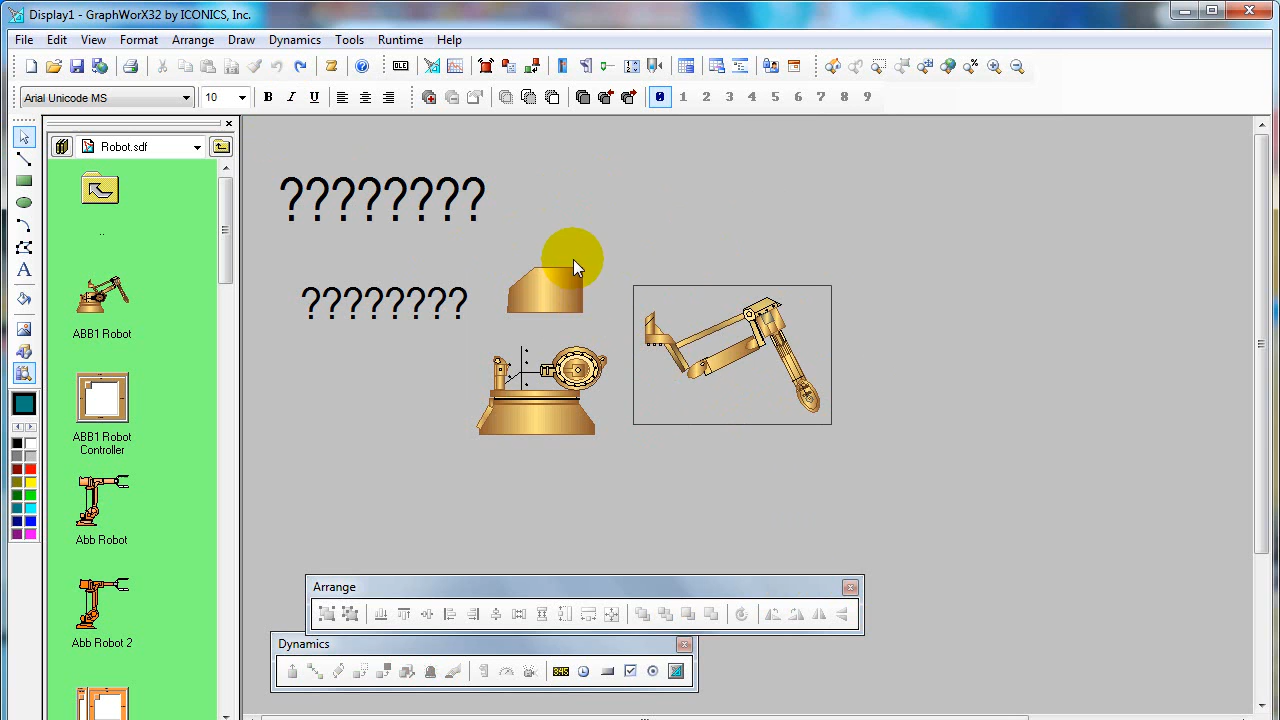 Display1 - GraphWorX32 by ICONICS, Inc.
File Edit View Format Arrange Draw Dynamics Tools Runtime Help
OLE
Arial Unicode MS 10 B I U 0 1 2 3 4 5 6 7 8 9
Robot.sdf
..
ABB1 Robot
ABB1 Robot
Controller
Abb Robot
Abb Robot 2
A
????????
????????
Arrange
Dynamics
345